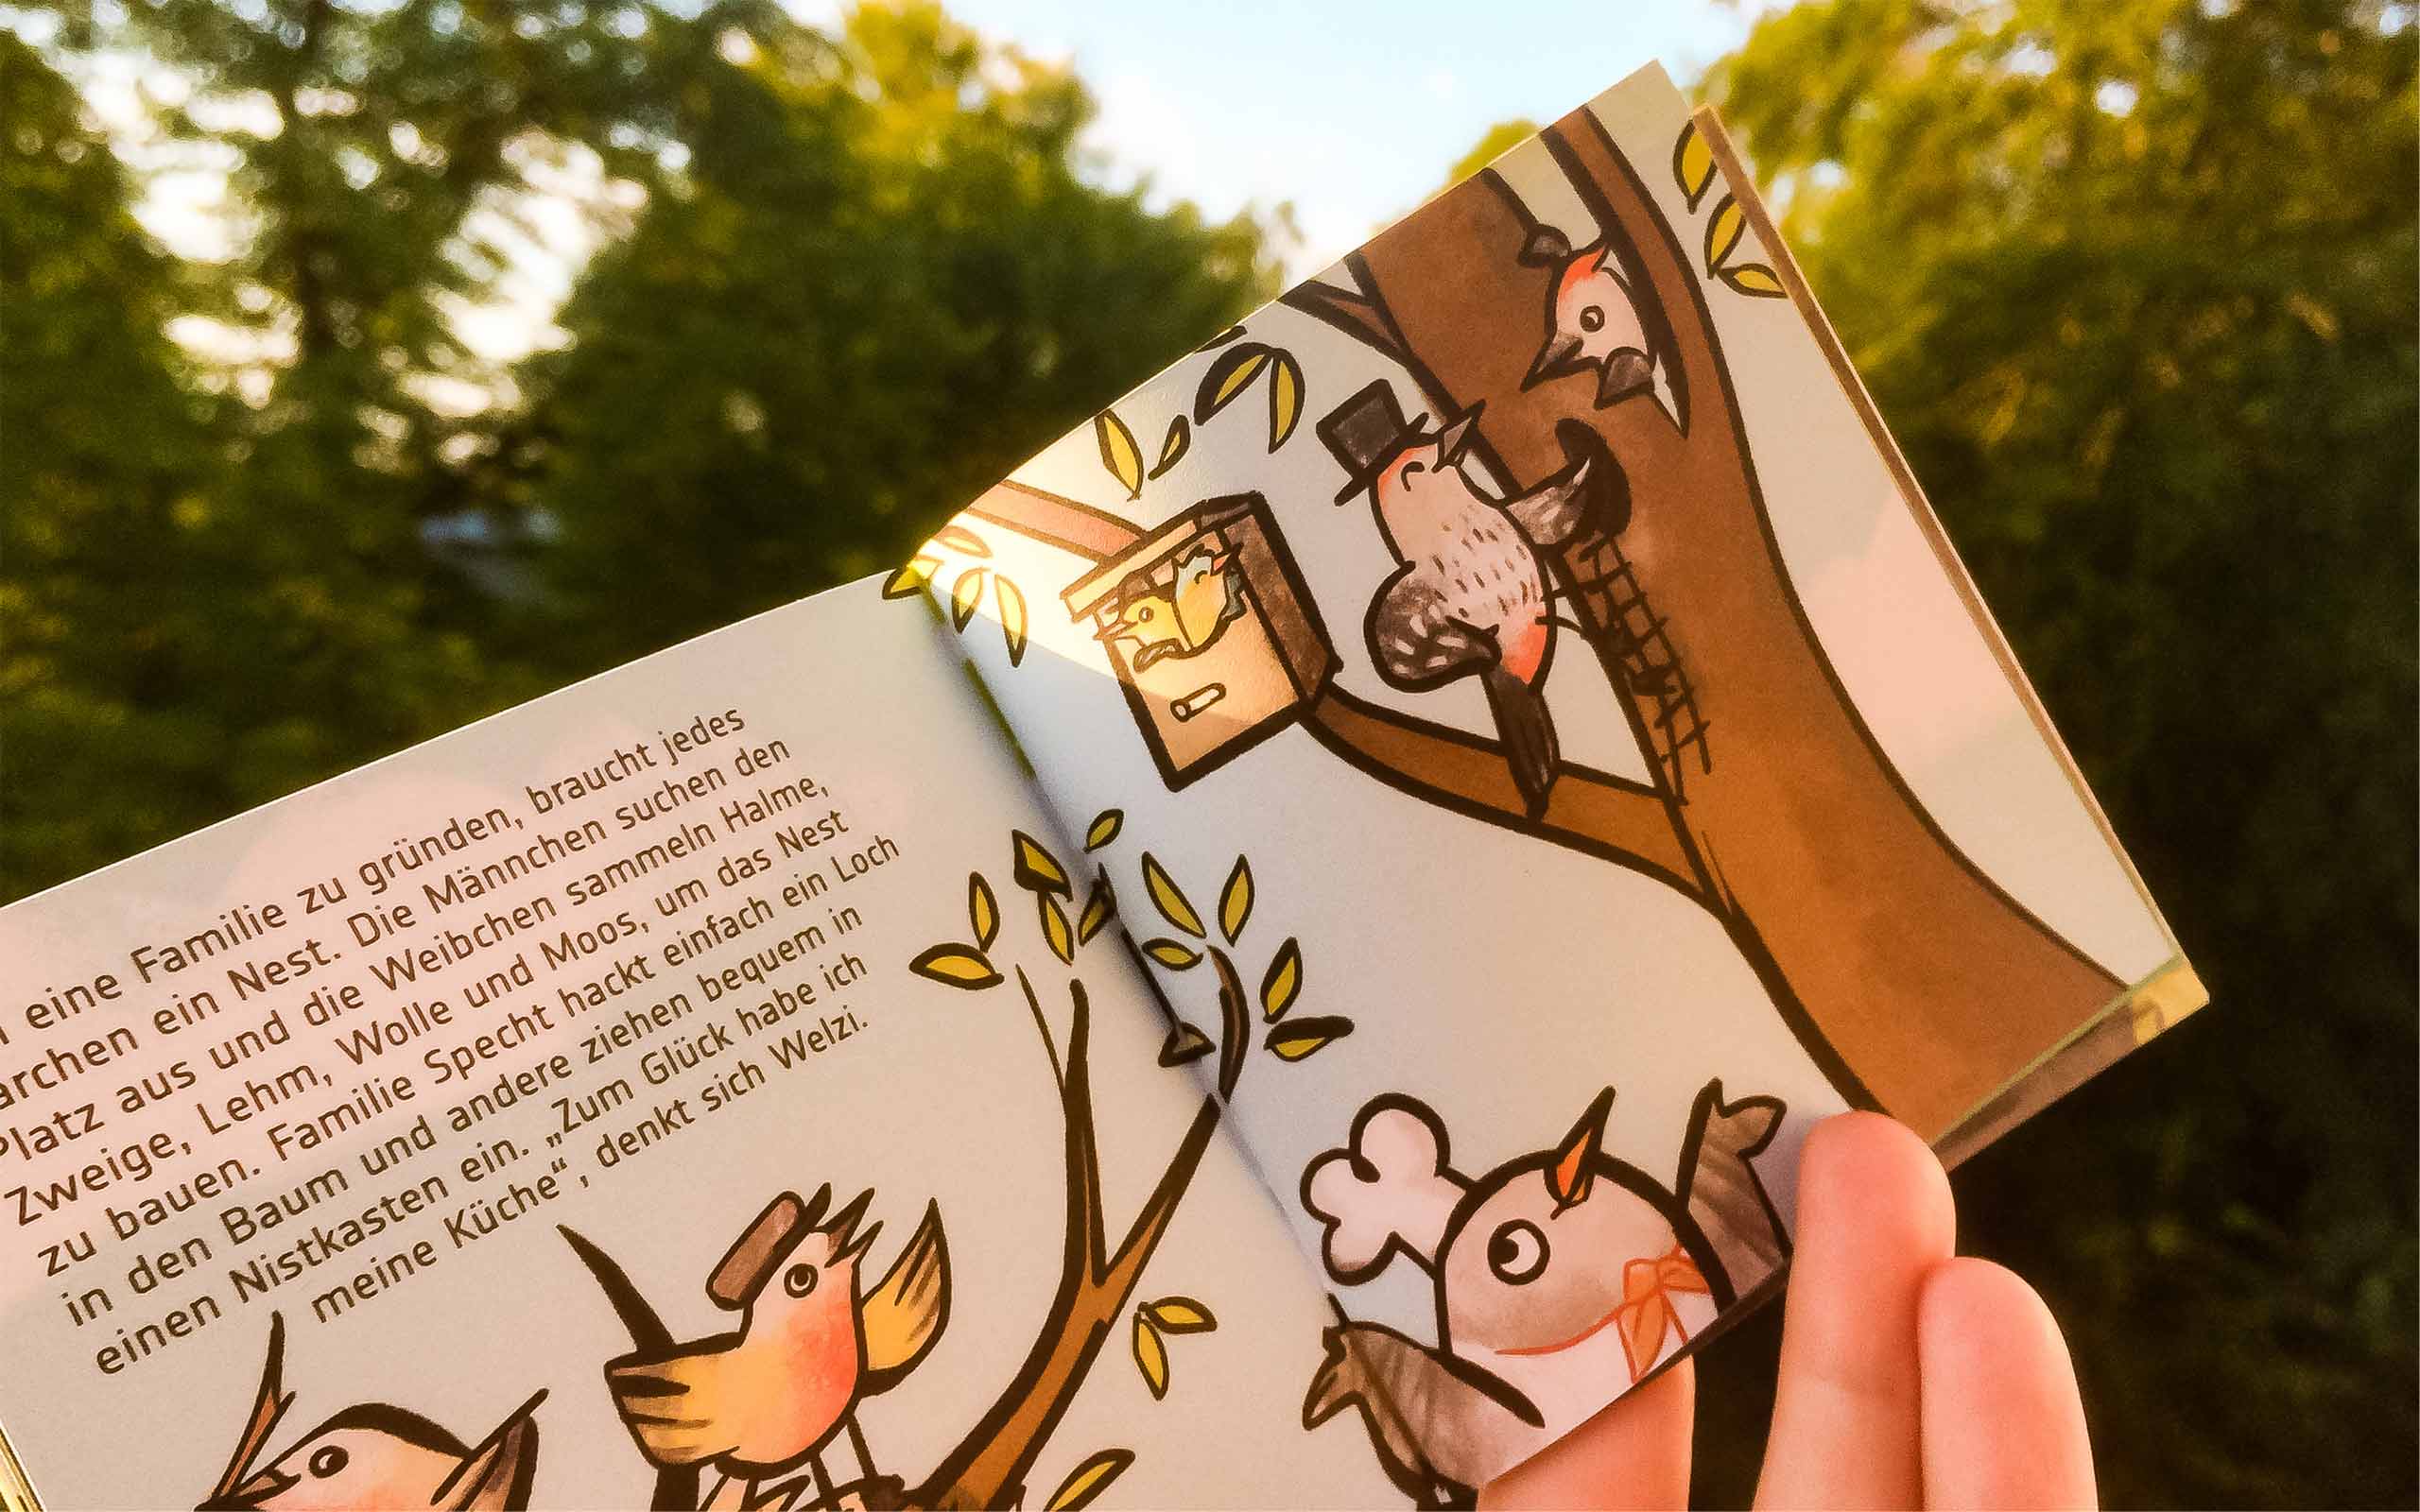 eine Familie zu gründen, braucht jedes
ärchen ein Nest. Die Männchen suchen den
Platz aus und die Weibchen sammeln Halme,
Zweige, Lehm, Wolle und Moos, um das Nest
zu bauen. Familie Specht hackt einfach ein Loch
in den Baum und andere ziehen bequem in
einen Nistkasten ein. „Zum Glück habe ich
meine Küche“, denkt sich Welzi.